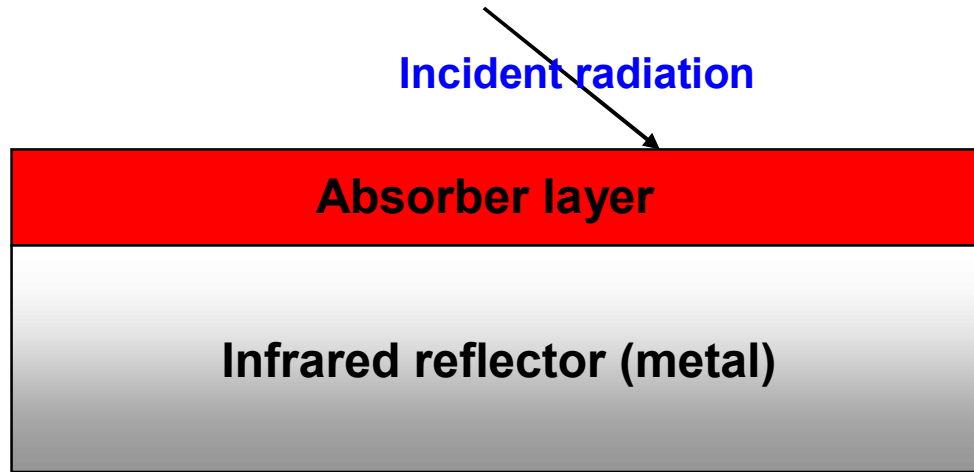 Incident radiation
Absorber layer
Infrared reflector (metal)